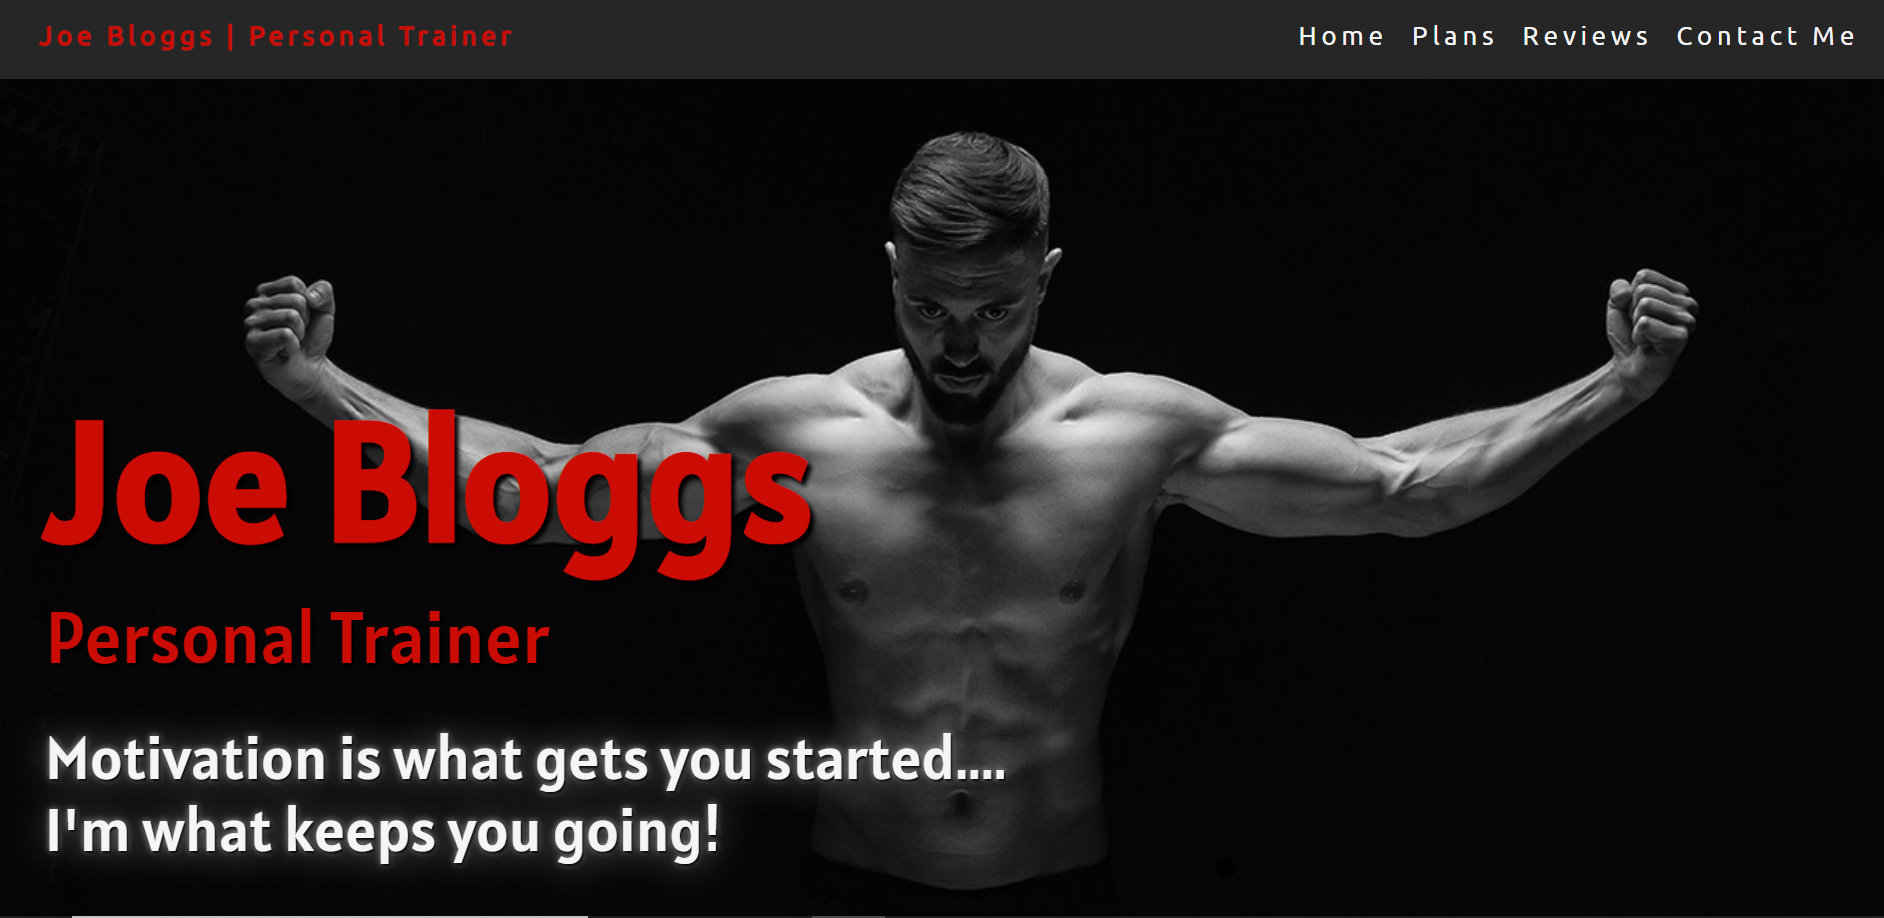 Joe Bloggs | Personal Trainer
Home Plans Reviews Contact Me
Joe Bloggs
Personal Trainer
Motivation is what gets you started....
I'm what keeps you going!